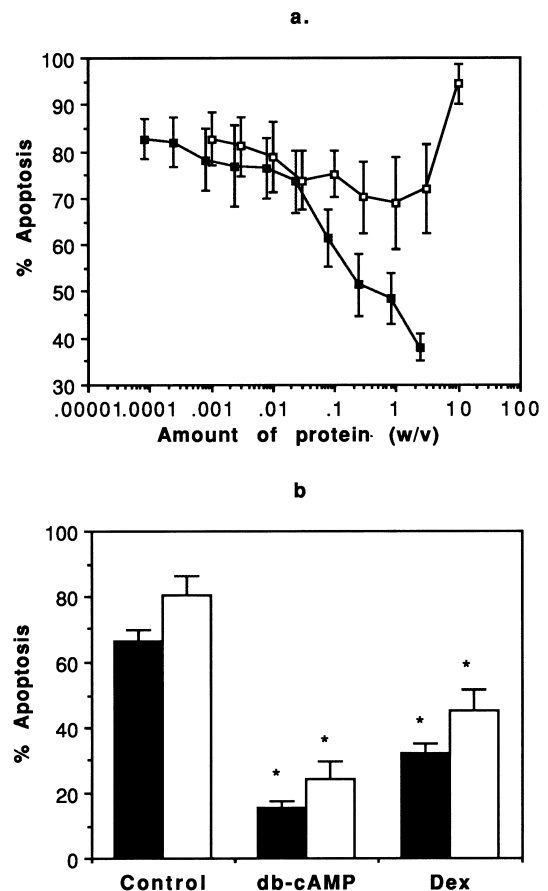 a.
100
90
80
70
60
50
40
30
% Apoptosis
.00001 .0001 .001 .01 .1 1 10 100
Amount of protein. (w/v)
b
100
80
60
40
20
0
% Apoptosis
* * * *
Control db-cAMP Dex